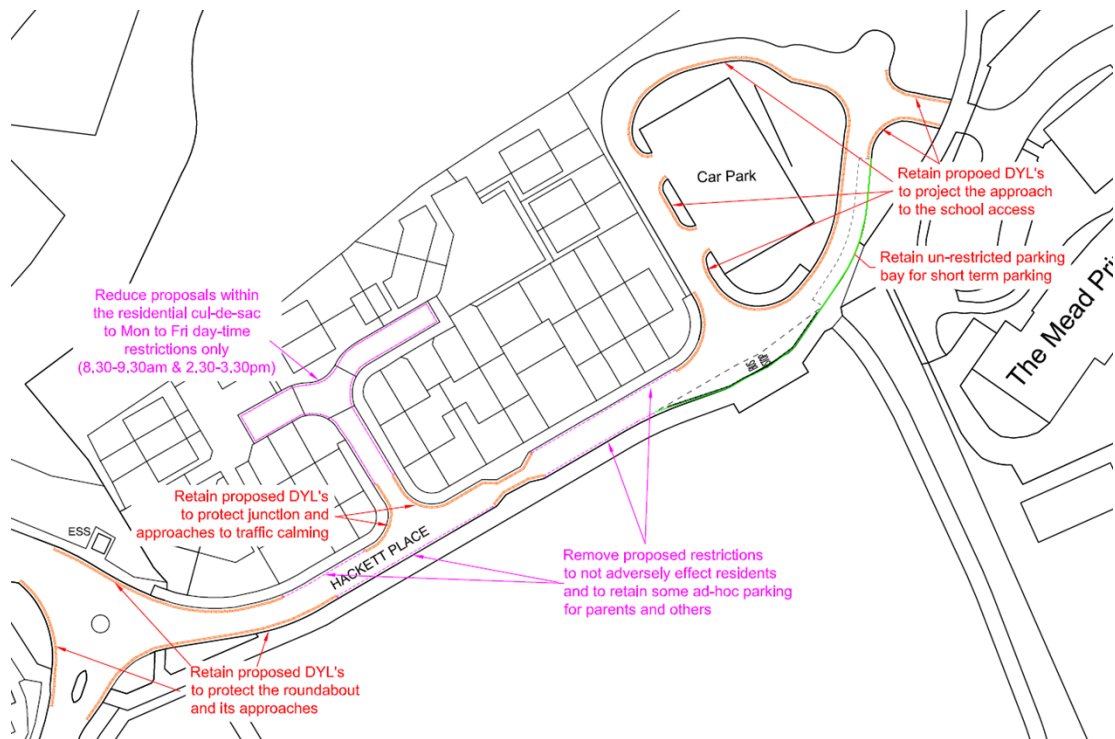 Car Park
Retain propoed DYL's
to project the approach
to the school access
Retain un-restricted parking
bay for short term parking
The Mead Pri
Reduce proposals within
the residential cul-de-sac
to Mon to Fri day-time
restrictions only
(8.30-9.30am & 2.30-3.30pm)
Retain proposed DYL's
to protect junction and
approaches to traffic calming
ESS
HACKETT PLACE
Remove proposed restrictions
to not adversely effect residents
and to retain some ad-hoc parking
for parents and others
Retain proposed DYL's
to protect the roundabout
and its approaches